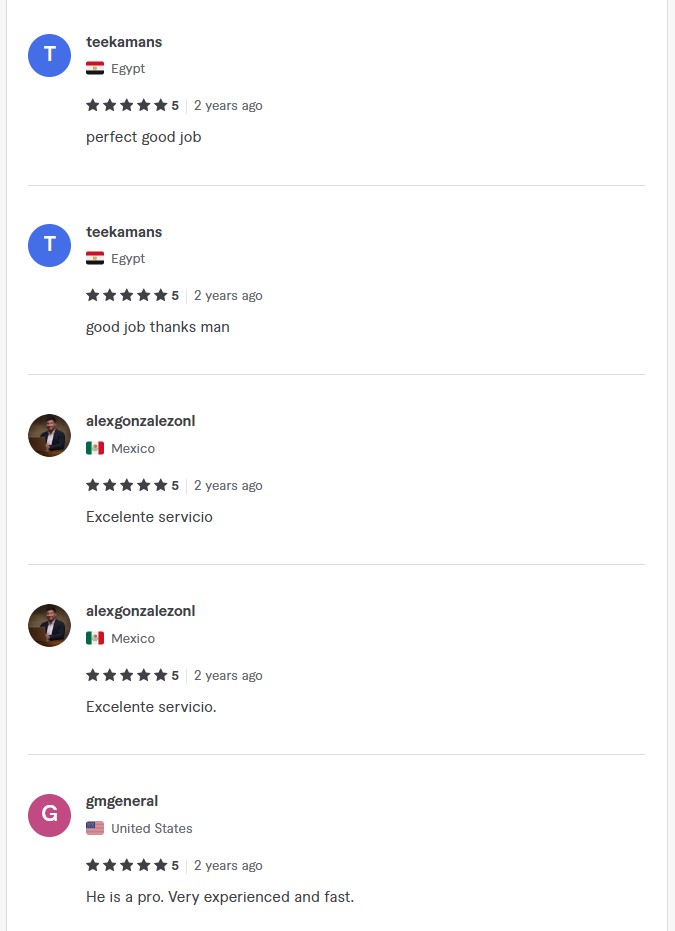 T
teekamans
Egypt
5 2 years ago
perfect good job
T
teekamans
Egypt
5 2 years ago
good job thanks man
alexgonzalezonl
Mexico
5 2 years ago
Excelente servicio
alexgonzalezonl
Mexico
5 2 years ago
Excelente servicio.
G
gmgeneral
United States
5 2 years ago
He is a pro. Very experienced and fast.